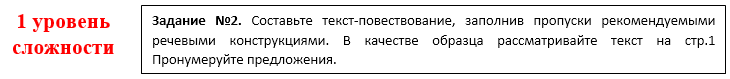 1 уровень
сложности
Задание №2. Составьте текст-повествование, заполнив пропуски рекомендуемыми
речевыми конструкциями. В качестве образца рассматривайте текст на стр.1
Пронумеруйте предложения.